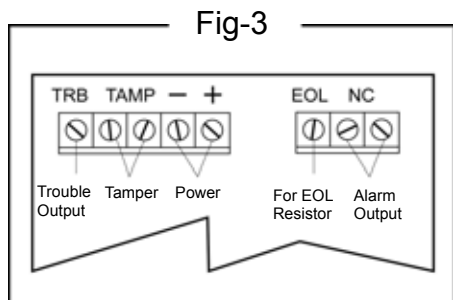 Fig-3
TRB TAMP − + EOL NC
Trouble Output Tamper Power For EOL Resistor Alarm Output